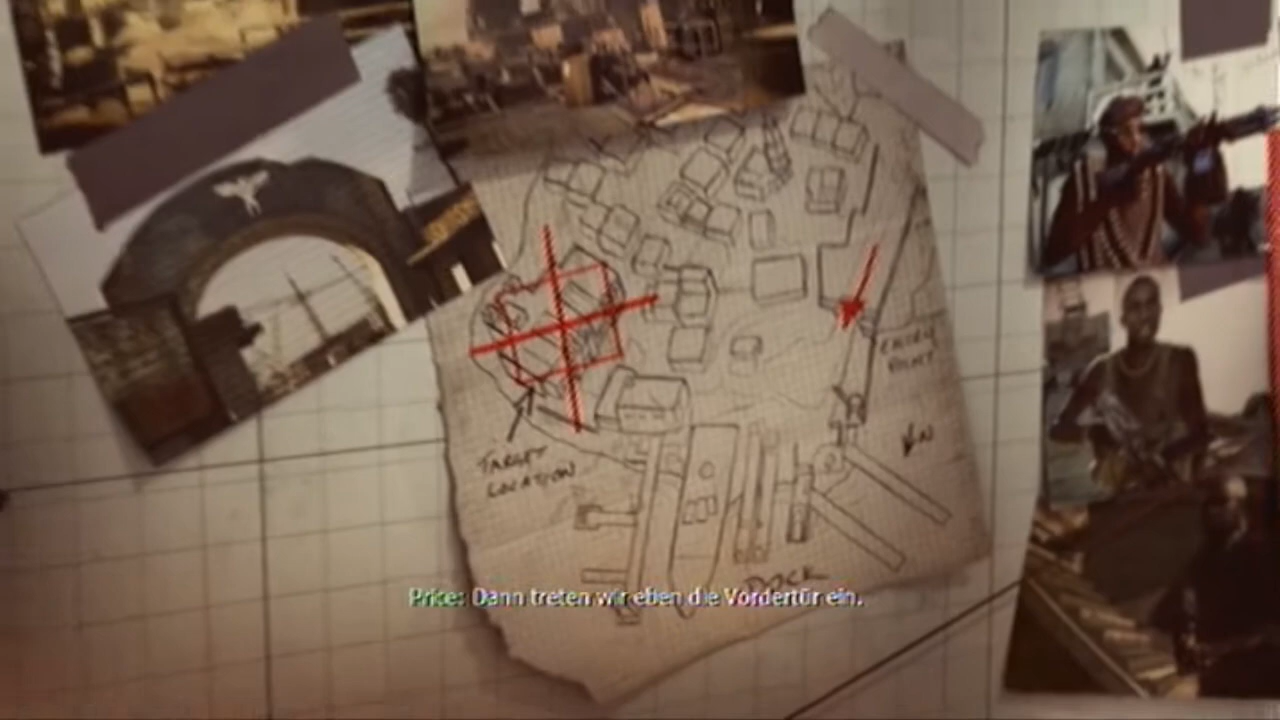 TARGET
LOCATION
ENTRY
POINT
N
DOCK
Price: Dann treten wir eben die Vordertür ein.